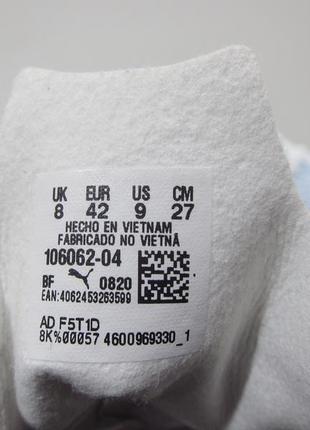 UK EUR US CM
8 42 9 27
HECHO EN VIETNAM
FABRICADO NO VIETNÃ
106062-04
BF 0820
EAN:4062453263599
AD F5T1D
8K%00057 4600969330_1